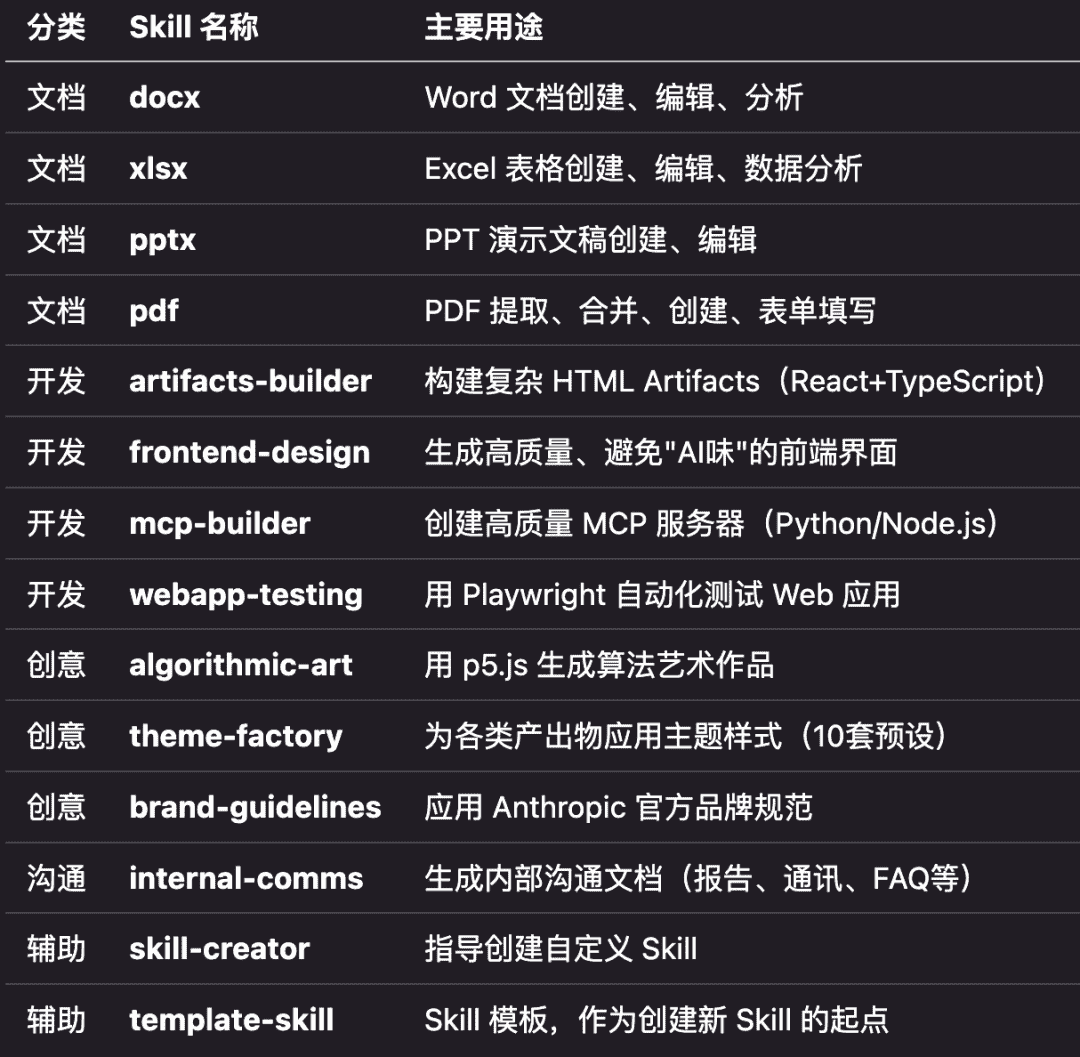 分类 Skill 名称 主要用途
文档 docx Word 文档创建、编辑、分析
文档 xlsx Excel 表格创建、编辑、数据分析
文档 pptx PPT 演示文稿创建、编辑
文档 pdf PDF 提取、合并、创建、表单填写
开发 artifacts-builder 构建复杂 HTML Artifacts（React+TypeScript）
开发 frontend-design 生成高质量、避免"AI味"的前端界面
开发 mcp-builder 创建高质量 MCP 服务器（Python/Node.js）
开发 webapp-testing 用 Playwright 自动化测试 Web 应用
创意 algorithmic-art 用 p5.js 生成算法艺术作品
创意 theme-factory 为各类产出物应用主题样式（10套预设）
创意 brand-guidelines 应用 Anthropic 官方品牌规范
沟通 internal-comms 生成内部沟通文档（报告、通讯、FAQ等）
辅助 skill-creator 指导创建自定义 Skill
辅助 template-skill Skill 模板，作为创建新 Skill 的起点